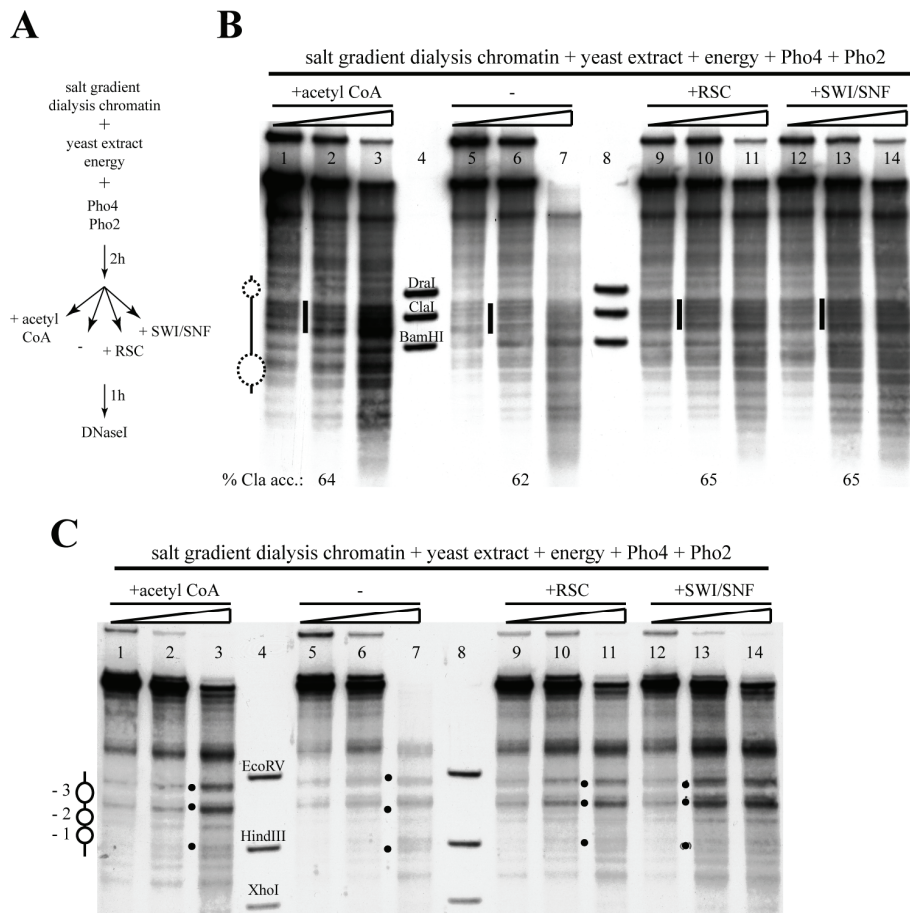 A
salt gradient
dialysis chromatin
+
yeast extract
energy
+
Pho4
Pho2
2h
+ acetyl
CoA
-
+ RSC
+ SWI/SNF
1h
DNaseI
B
salt gradient dialysis chromatin + yeast extract + energy + Pho4 + Pho2
+acetyl CoA - +RSC +SWI/SNF
1 2 3 4 5 6 7 8 9 10 11 12 13 14
DraI
ClaI
BamHI
% Cla acc.: 64 62 65 65
C
salt gradient dialysis chromatin + yeast extract + energy + Pho4 + Pho2
+acetyl CoA - +RSC +SWI/SNF
1 2 3 4 5 6 7 8 9 10 11 12 13 14
EcoRV
- 3
- 2
- 1
HindIII
XhoI